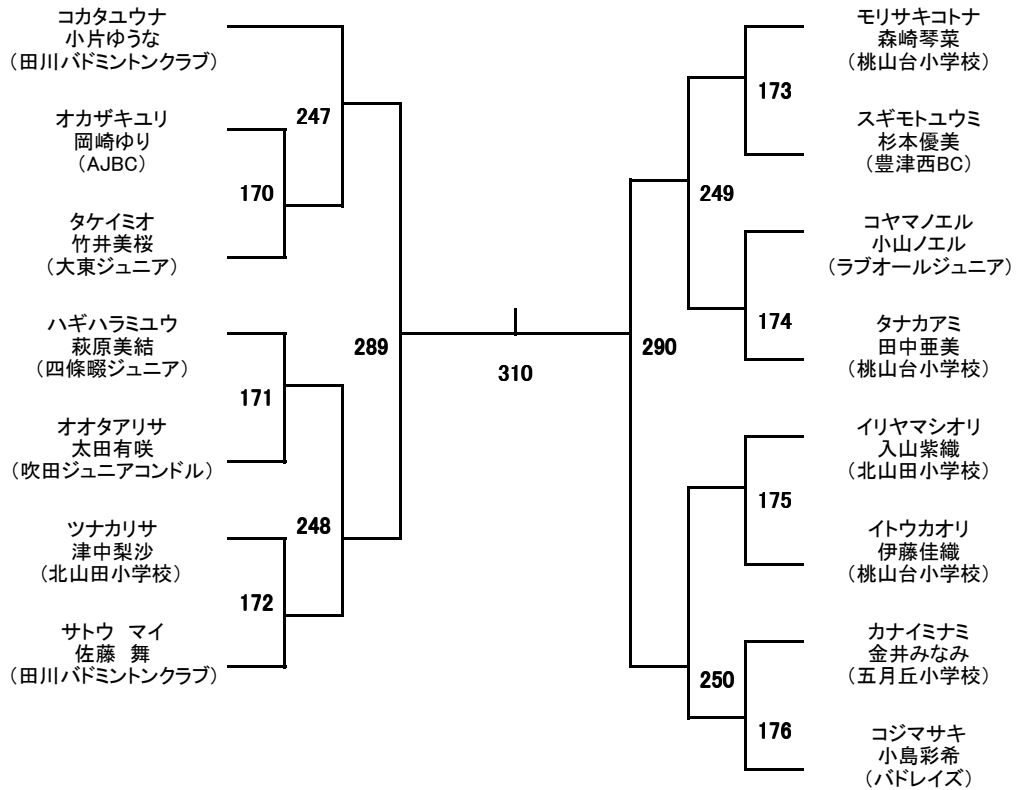 コカタユウナ
小片ゆうな
（田川バドミントンクラブ）
オカザキユリ
岡崎ゆり
（AJBC）
タケイミオ
竹井美桜
（大東ジュニア）
ハギハラミユウ
萩原美結
（四條畷ジュニア）
オオタアリサ
太田有咲
（吹田ジュニアコンドル）
ツナカリサ
津中梨沙
（北山田小学校）
サトウ　マイ
佐藤　舞
（田川バドミントンクラブ）
247
170
171
248
172
289
310
290
249
173
174
175
250
176
モリサキコトナ
森崎琴菜
（桃山台小学校）
スギモトユウミ
杉本優美
（豊津西BC）
コヤマノエル
小山ノエル
（ラブオールジュニア）
タナカアミ
田中亜美
（桃山台小学校）
イリヤマシオリ
入山紫織
（北山田小学校）
イトウカオリ
伊藤佳織
（桃山台小学校）
カナイミナミ
金井みなみ
（五月丘小学校）
コジマサキ
小島彩希
（バドレイズ）